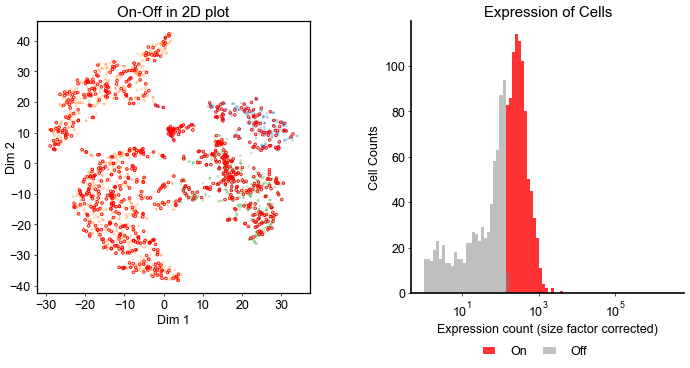 On-Off in 2D plot
Dim 2
40
30
20
10
0
−10
−20
−30
−40
−30 −20 −10 0 10 20 30
Dim 1
Expression of Cells
Cell Counts
100
80
60
40
20
0
10^1 10^3 10^5
Expression count (size factor corrected)
On Off